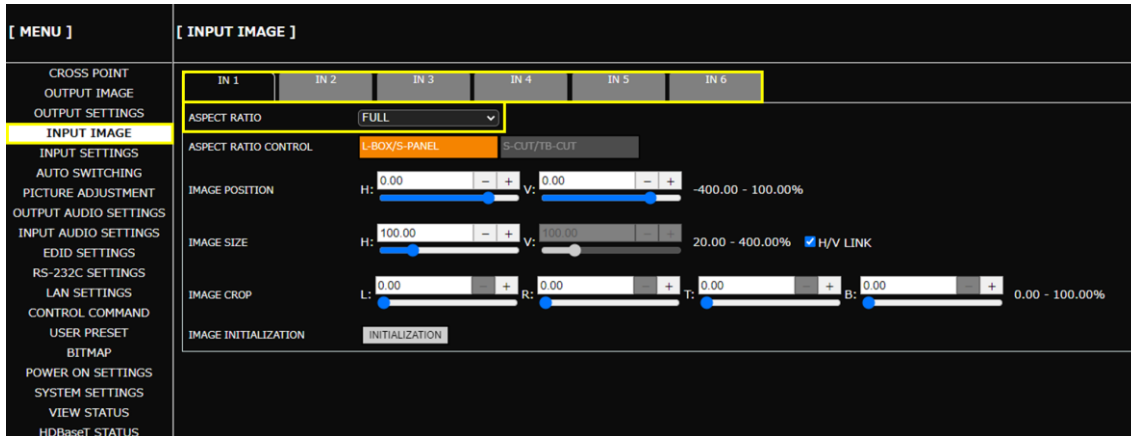 [ MENU ]
[ INPUT IMAGE ]
CROSS POINT
OUTPUT IMAGE
OUTPUT SETTINGS
INPUT IMAGE
INPUT SETTINGS
AUTO SWITCHING
PICTURE ADJUSTMENT
OUTPUT AUDIO SETTINGS
INPUT AUDIO SETTINGS
EDID SETTINGS
RS-232C SETTINGS
LAN SETTINGS
CONTROL COMMAND
USER PRESET
BITMAP
POWER ON SETTINGS
SYSTEM SETTINGS
VIEW STATUS
HDBaseT STATUS
IN 1 IN 2 IN 3 IN 4 IN 5 IN 6
ASPECT RATIO FULL
ASPECT RATIO CONTROL L-BOX/S-PANEL S-CUT/TB-CUT
IMAGE POSITION H: 0.00 - + V: 0.00 - + -400.00 - 100.00%
IMAGE SIZE H: 100.00 - + V: 100.00 - + 20.00 - 400.00% H/V LINK
IMAGE CROP L: 0.00 - + R: 0.00 - + T: 0.00 - + B: 0.00 - + 0.00 - 100.00%
IMAGE INITIALIZATION INITIALIZATION